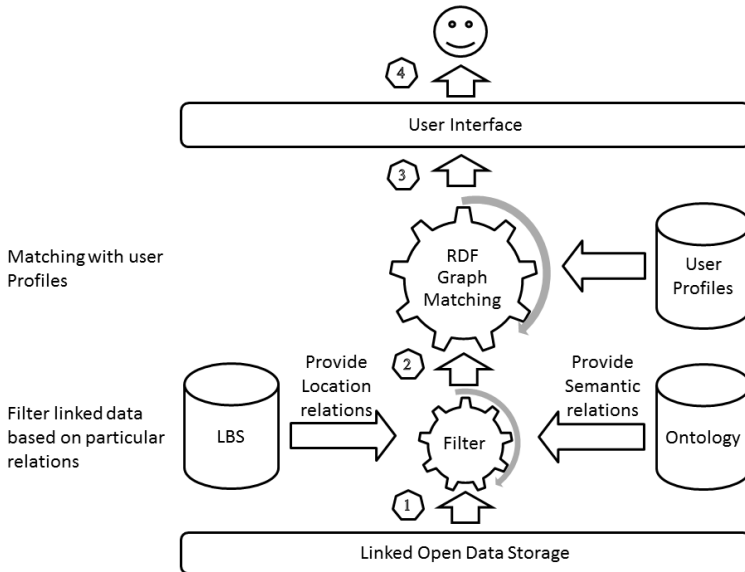 4
User Interface
3
Matching with user
Profiles
RDF
Graph
Matching
User
Profiles
2
Provide
Location
relations
Provide
Semantic
relations
Filter linked data
based on particular
relations
LBS
Filter
Ontology
1
Linked Open Data Storage